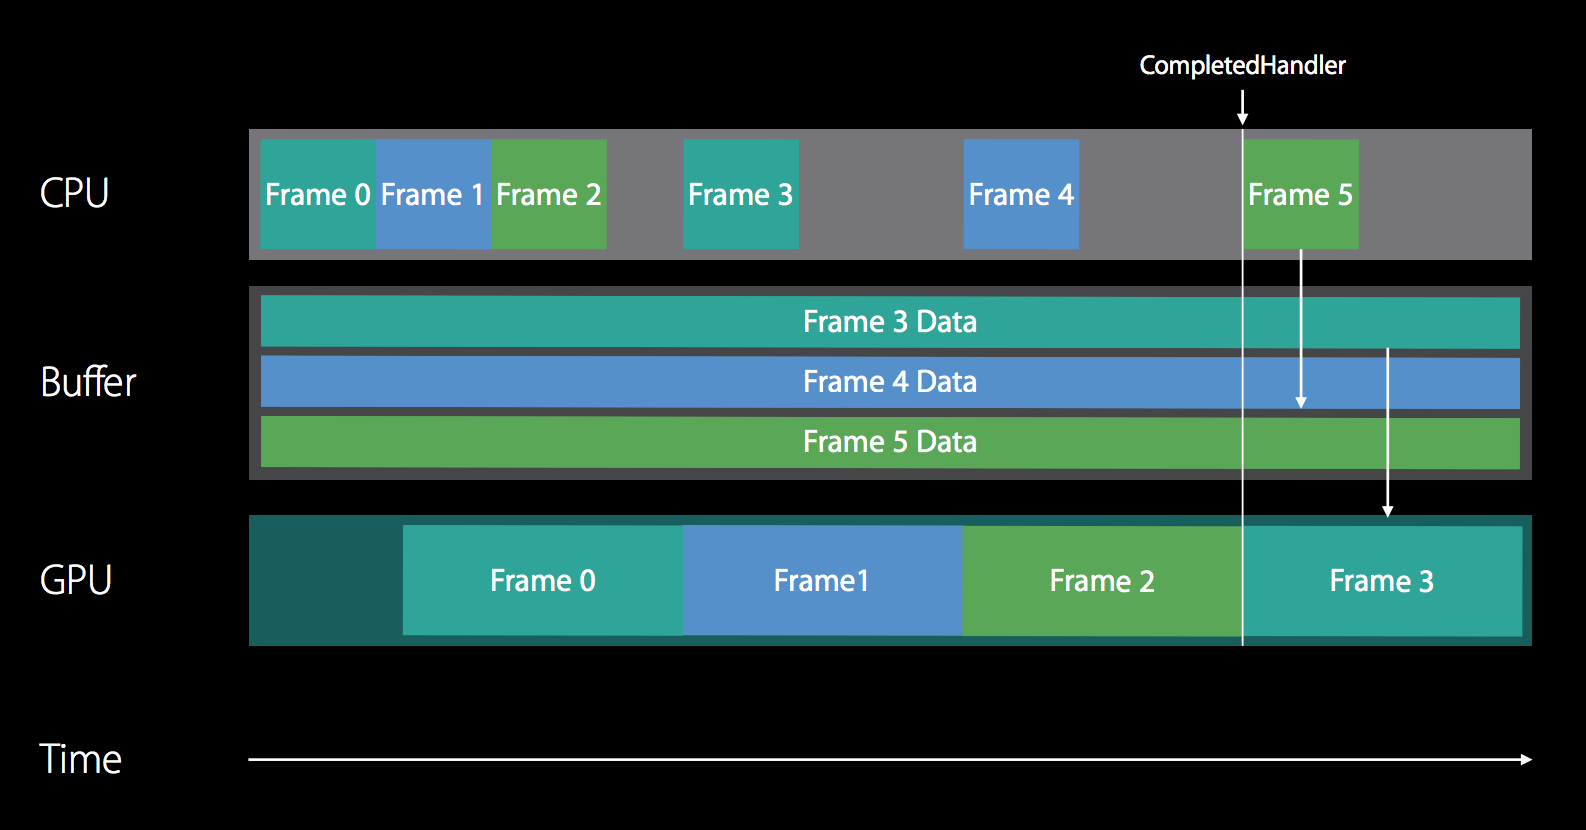 CompletedHandler
CPU
Frame 0
Frame 1
Frame 2
Frame 3
Frame 4
Frame 5
Buffer
Frame 3 Data
Frame 4 Data
Frame 5 Data
GPU
Frame 0
Frame1
Frame 2
Frame 3
Time